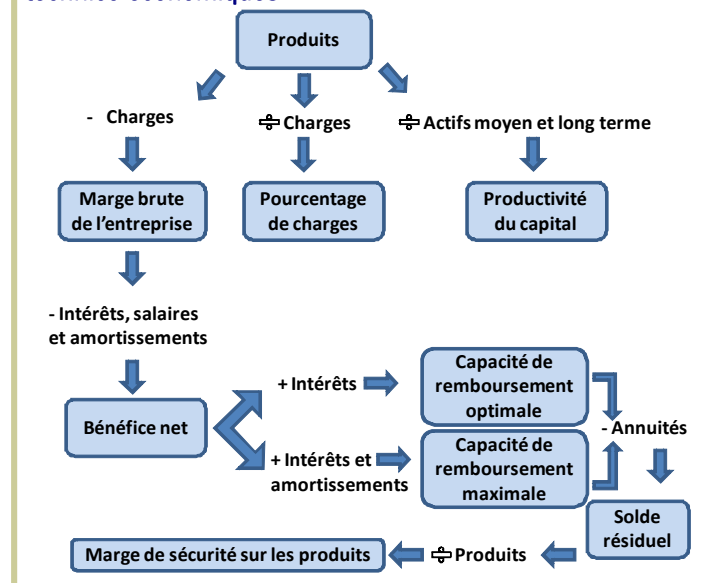 Produits
- Charges
÷ Charges
÷ Actifs moyen et long terme
Marge brute
de l’entreprise
Pourcentage
de charges
Productivité
du capital
- Intérêts, salaires
et amortissements
Bénéfice net
+ Intérêts
Capacité de
remboursement
optimale
- Annuités
+ Intérêts et
amortissements
Capacité de
remboursement
maximale
Solde
résiduel
÷ Produits
Marge de sécurité sur les produits